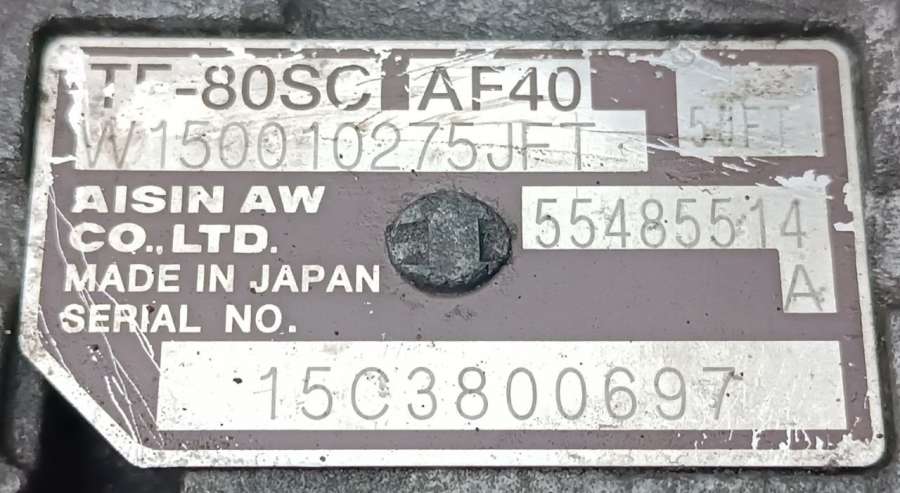 TF-80SC AF40
50FT
W150010275JFT
AISIN AW
CO.,LTD.
55485514
MADE IN JAPAN
A
SERIAL NO.
15C3800697